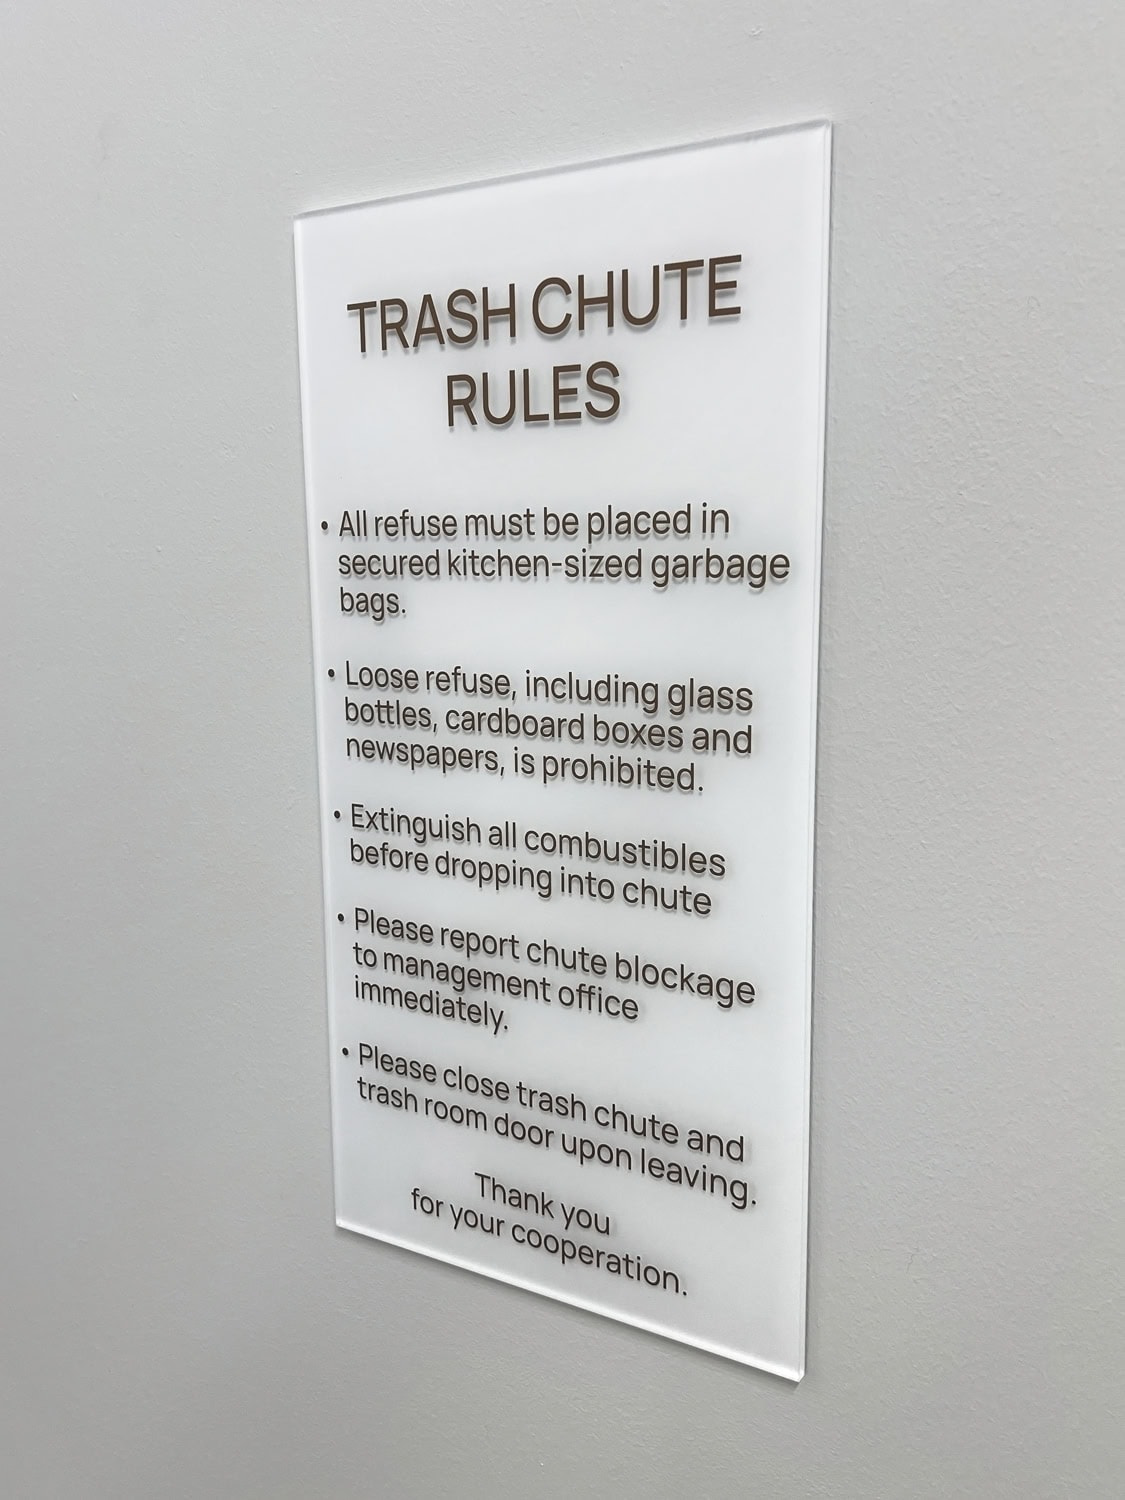 TRASH CHUTE
RULES
• All refuse must be placed in
secured kitchen-sized garbage
bags.
• Loose refuse, including glass
bottles, cardboard boxes and
newspapers, is prohibited.
• Extinguish all combustibles
before dropping into chute
• Please report chute blockage
to management office
immediately.
• Please close trash chute and
trash room door upon leaving.
Thank you
for your cooperation.